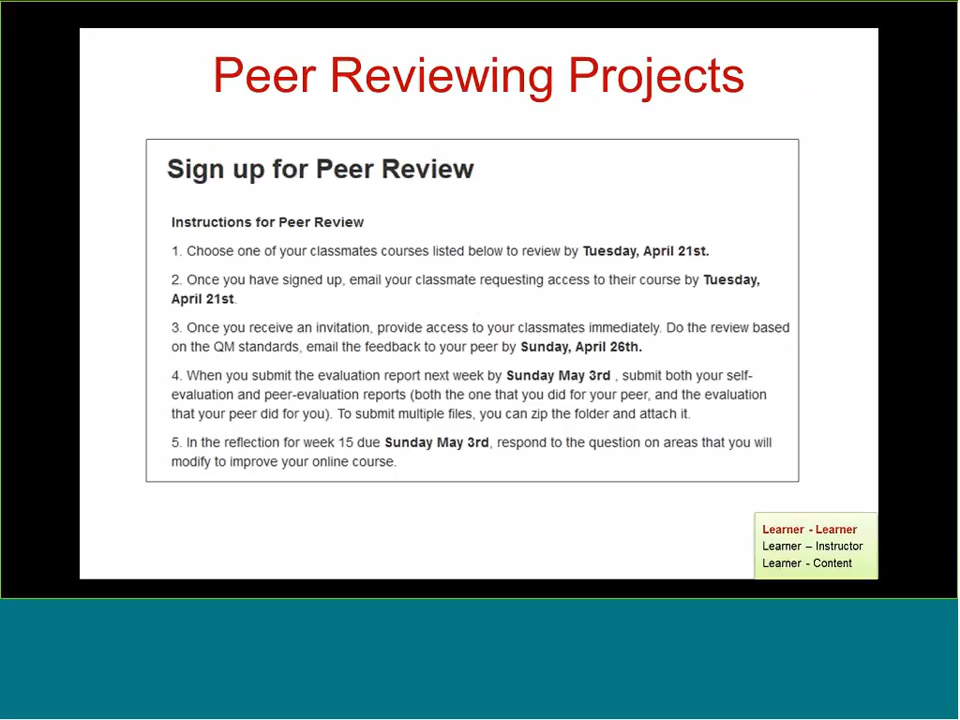 Peer Reviewing Projects
Sign up for Peer Review
Instructions for Peer Review
1. Choose one of your classmates courses listed below to review by Tuesday, April 21st.
2. Once you have signed up, email your classmate requesting access to their course by Tuesday,
April 21st.
3. Once you receive an invitation, provide access to your classmates immediately. Do the review based
on the QM standards, email the feedback to your peer by Sunday, April 26th.
4. When you submit the evaluation report next week by Sunday May 3rd , submit both your self-
evaluation and peer-evaluation reports (both the one that you did for your peer, and the evaluation
that your peer did for you). To submit multiple files, you can zip the folder and attach it.
5. In the reflection for week 15 due Sunday May 3rd, respond to the question on areas that you will
modify to improve your online course.
Learner - Learner
Learner – Instructor
Learner - Content